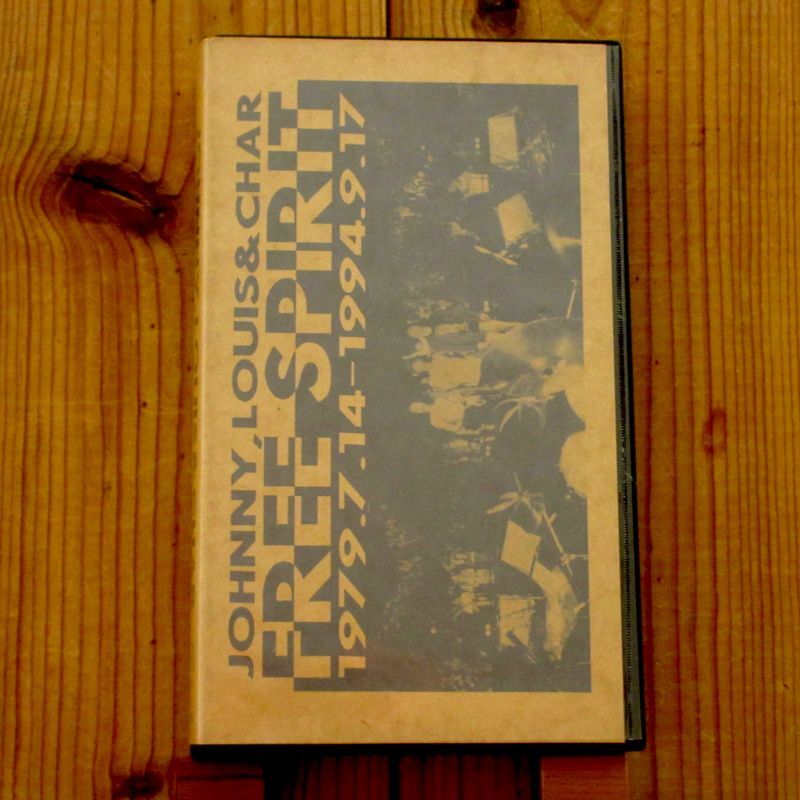 JOHNNY, LOUIS & CHAR
FREE SPIRIT
1979.7.14-1994.9.17